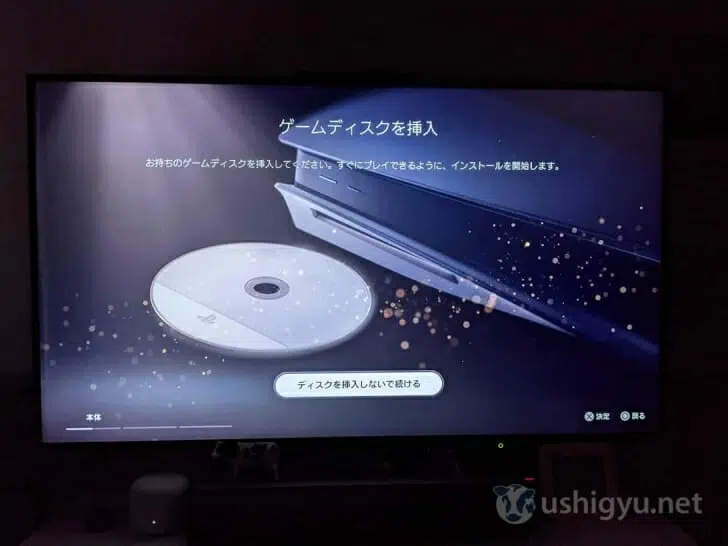 ゲームディスクを挿入
お持ちのゲームディスクを挿入してください。すぐにプレイできるように、インストールを開始します。
ディスクを挿入しないで続ける
本体
決定 戻る
ushigyu.net